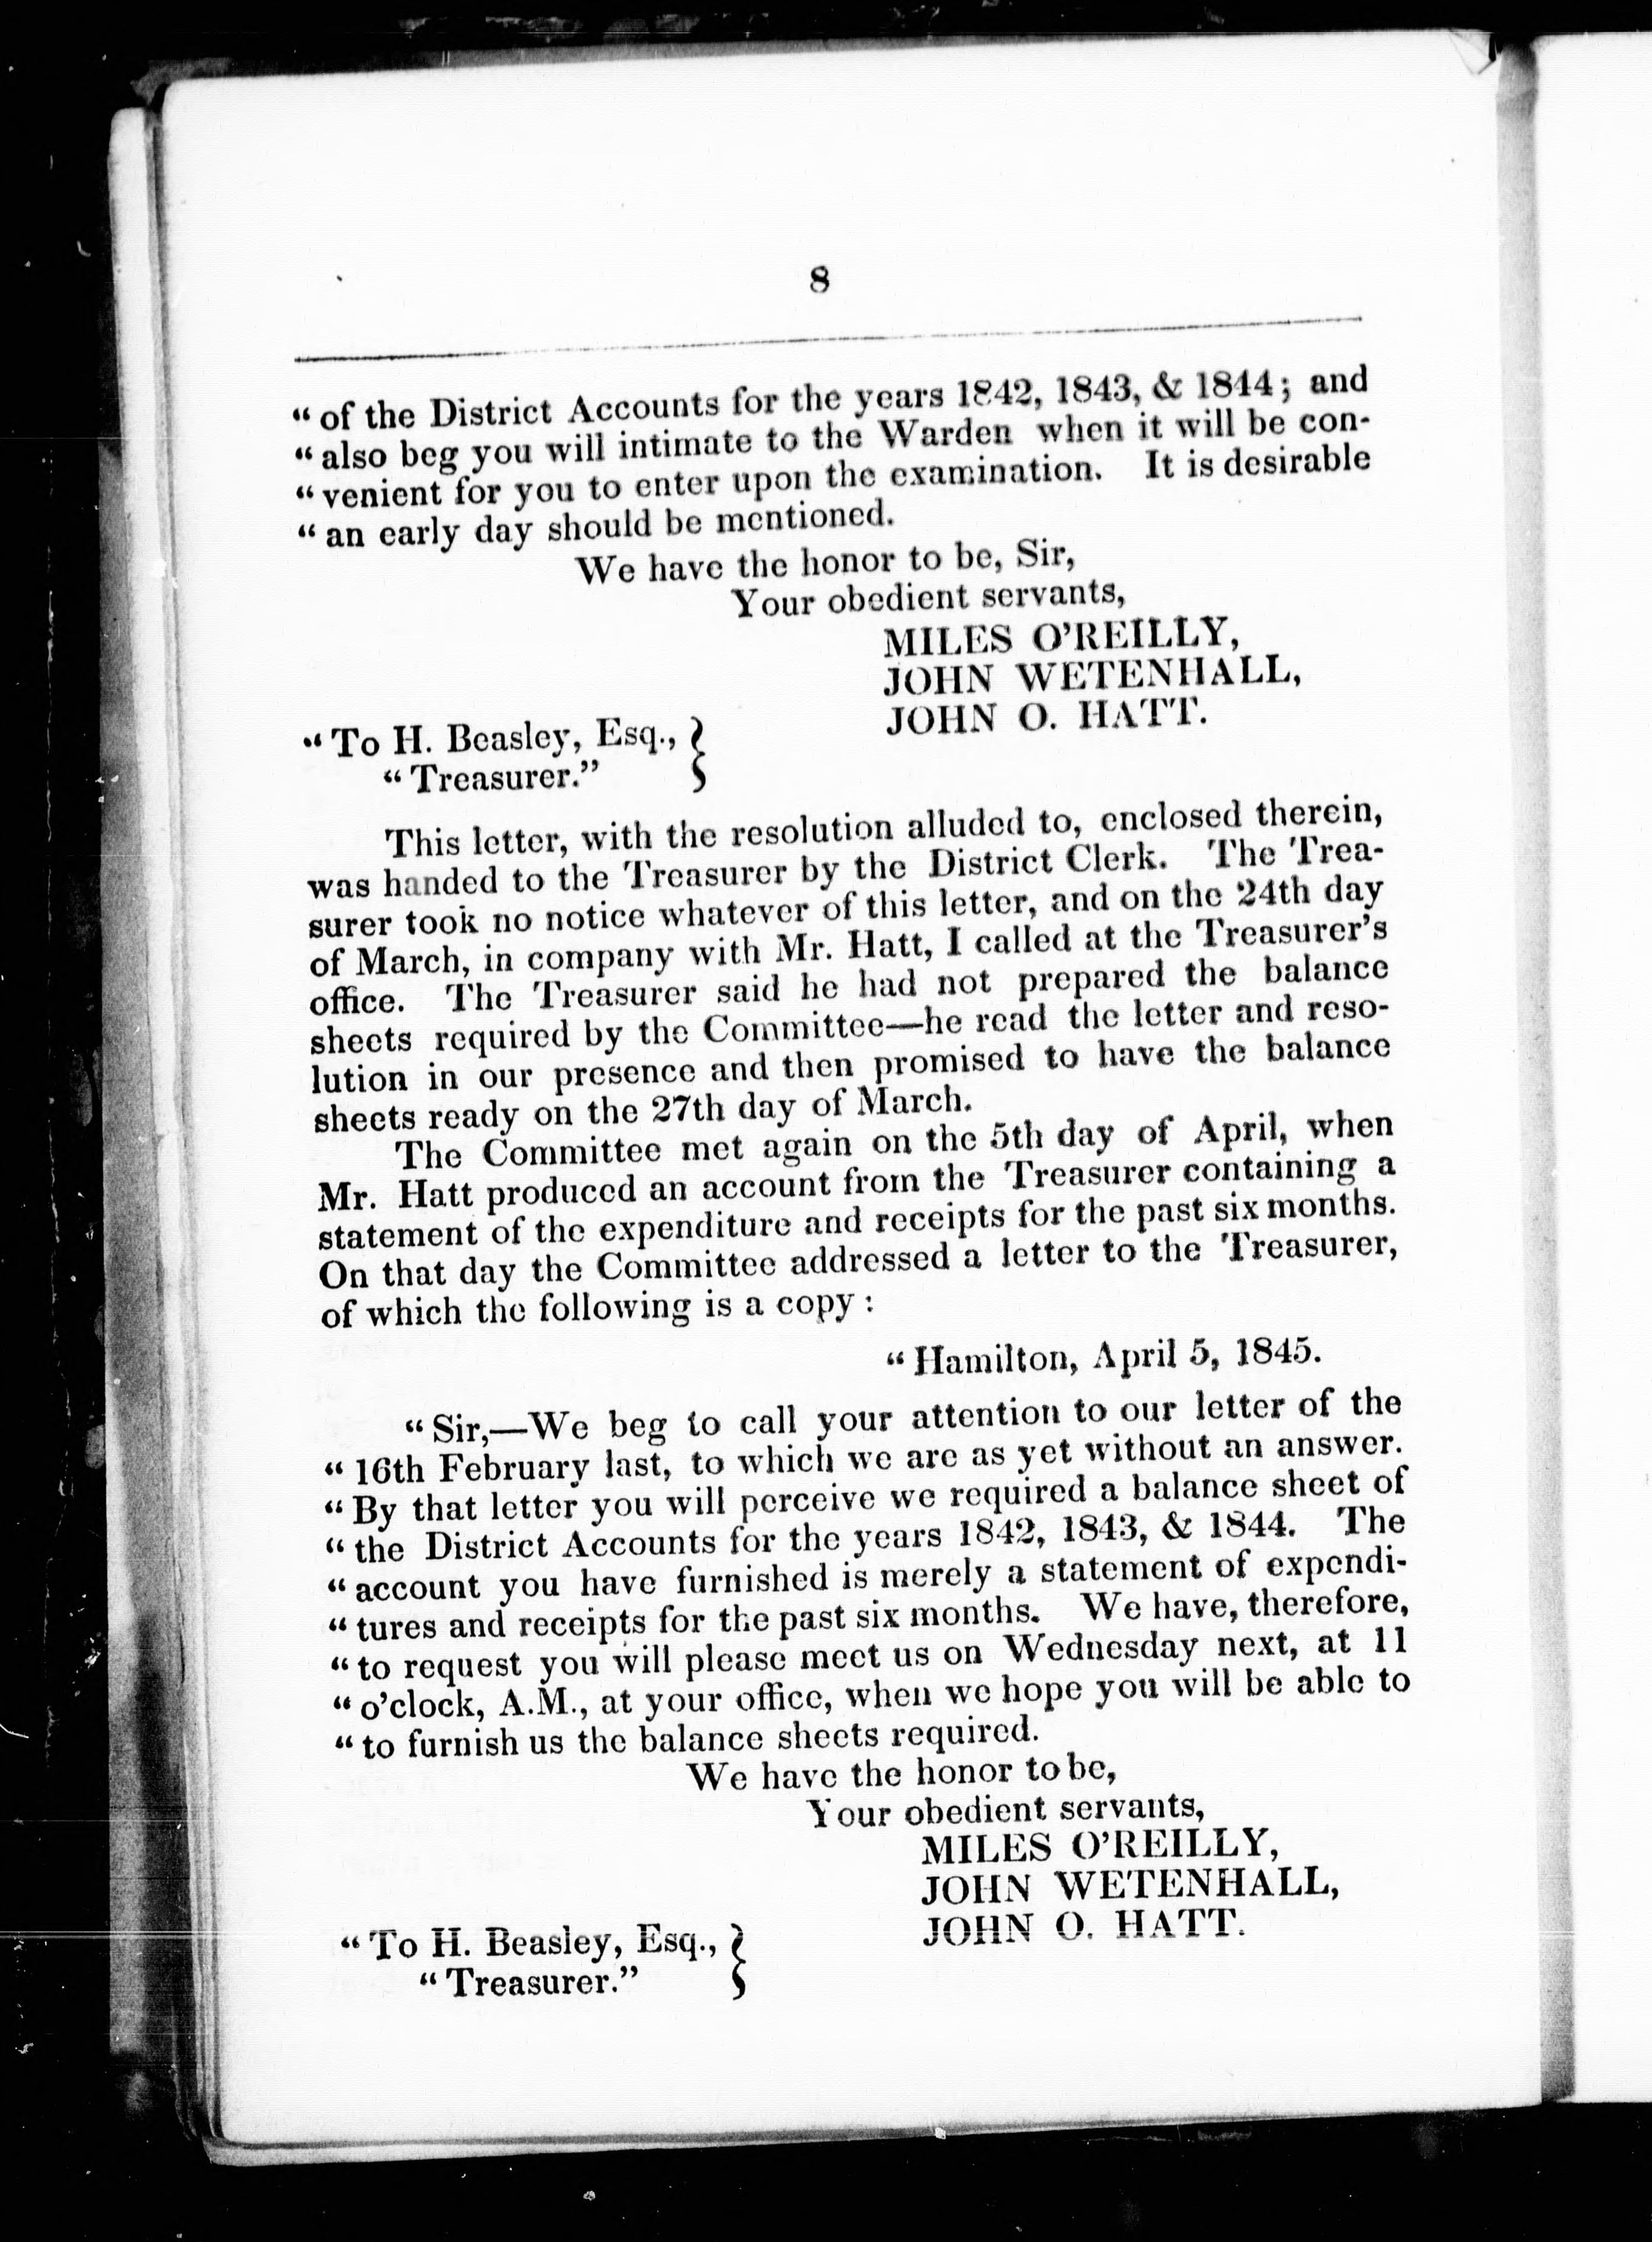 8
“ of the District Accounts for the years 1842, 1843, & 1844; and
“ also beg you will intimate to the Warden when it will be con-
“ venient for you to enter upon the examination. It is desirable
“ an early day should be mentioned.
We have the honor to be, Sir,
Your obedient servants,
MILES O’REILLY,
JOHN WETENHALL,
JOHN O. HATT.
“ To H. Beasley, Esq., }
“ Treasurer.”
This letter, with the resolution alluded to, enclosed therein,
was handed to the Treasurer by the District Clerk. The Trea-
surer took no notice whatever of this letter, and on the 24th day
of March, in company with Mr. Hatt, I called at the Treasurer’s
office. The Treasurer said he had not prepared the balance
sheets required by the Committee—he read the letter and reso-
lution in our presence and then promised to have the balance
sheets ready on the 27th day of March.
The Committee met again on the 5th day of April, when
Mr. Hatt produced an account from the Treasurer containing a
statement of the expenditure and receipts for the past six months.
On that day the Committee addressed a letter to the Treasurer,
of which the following is a copy :
“ Hamilton, April 5, 1845.
“ Sir,—We beg to call your attention to our letter of the
“ 16th February last, to which we are as yet without an answer.
“ By that letter you will perceive we required a balance sheet of
“ the District Accounts for the years 1842, 1843, & 1844. The
“ account you have furnished is merely a statement of expendi-
“ tures and receipts for the past six months. We have, therefore,
“ to request you will please meet us on Wednesday next, at 11
“ o’clock, A.M., at your office, when we hope you will be able to
“ to furnish us the balance sheets required.
We have the honor to be,
Your obedient servants,
MILES O’REILLY,
JOHN WETENHALL,
JOHN O. HATT.
“ To H. Beasley, Esq., }
“ Treasurer.”